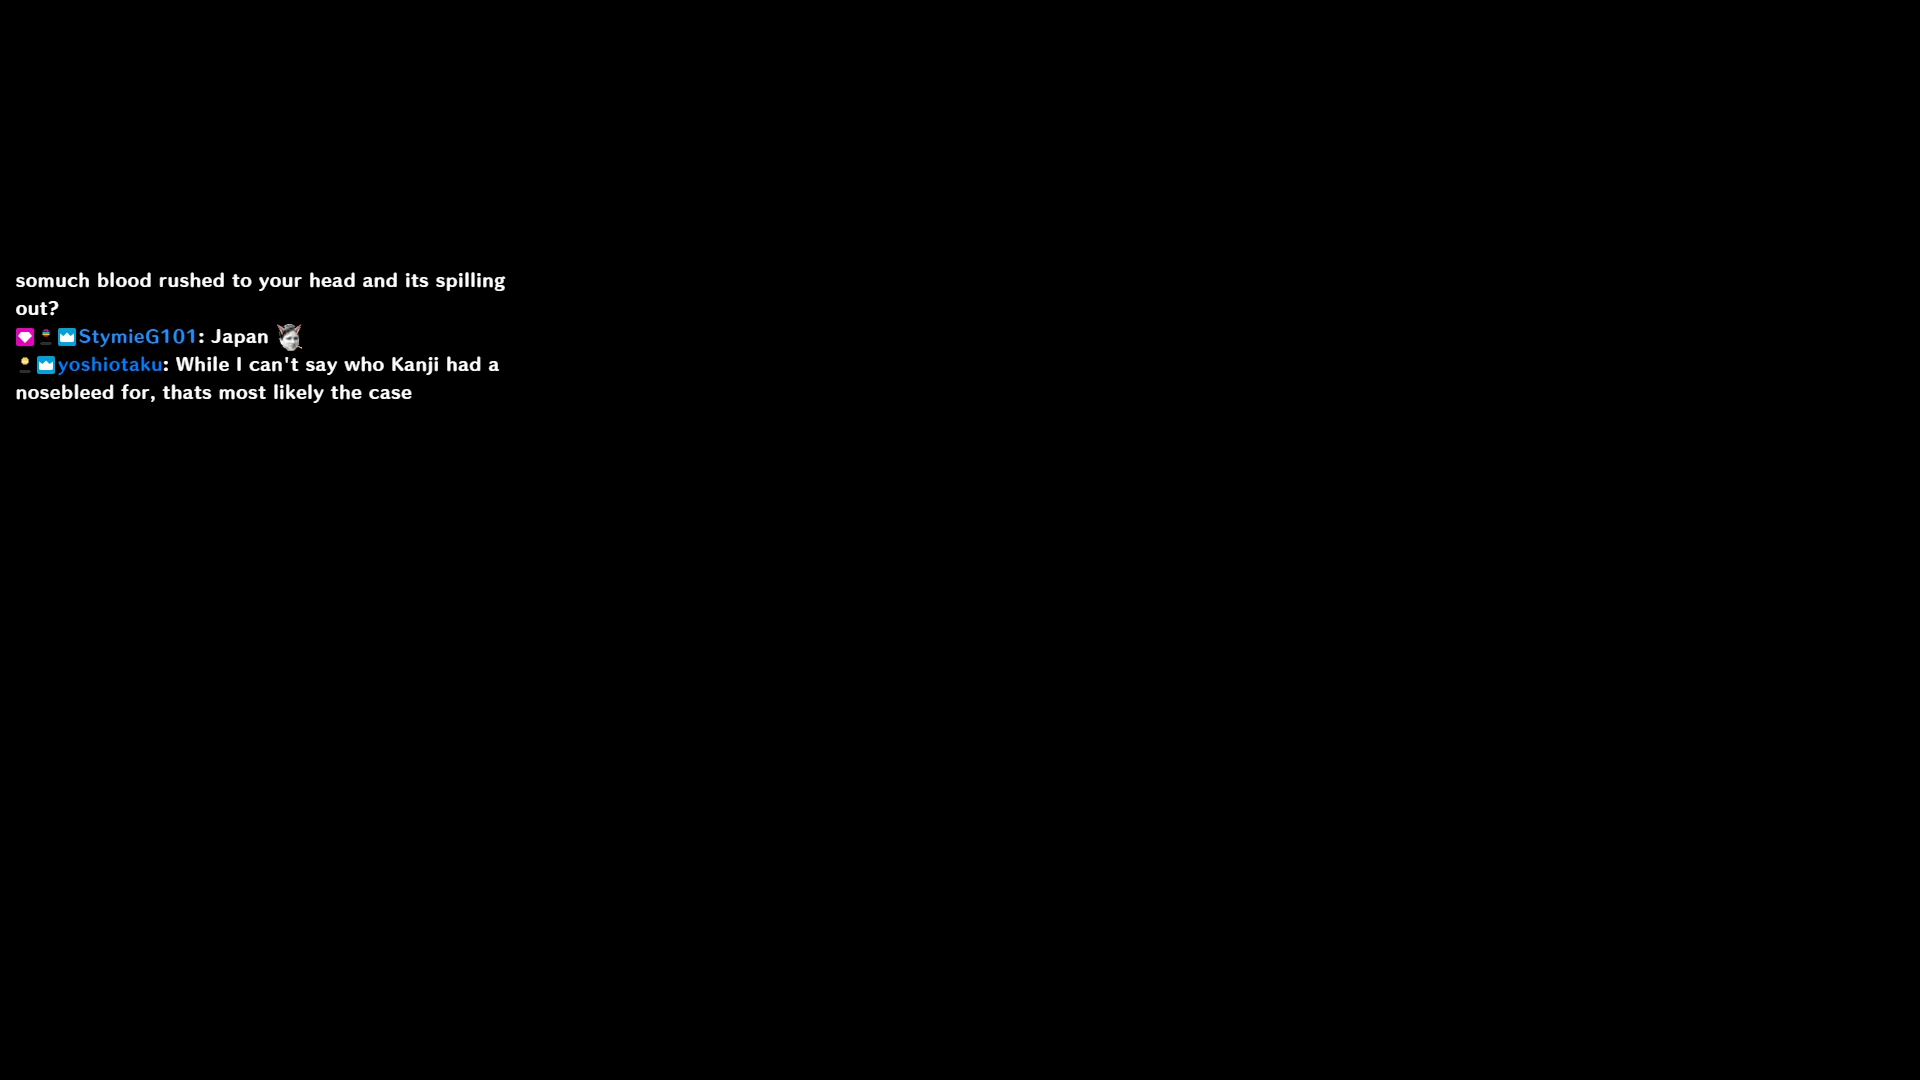 somuch blood rushed to your head and its spilling
out?
StymieG101: Japan
yoshiotaku: While I can't say who Kanji had a
nosebleed for, thats most likely the case